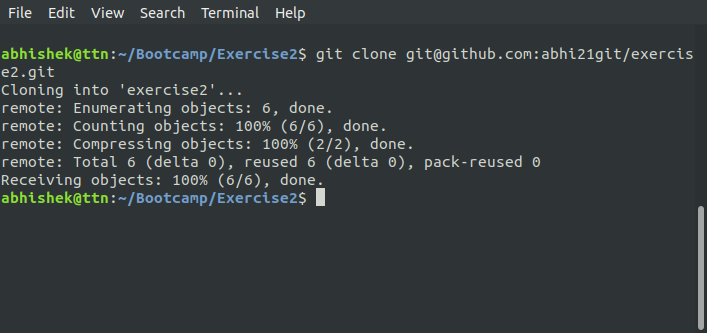 File Edit View Search Terminal Help
abhishek@ttn:~/Bootcamp/Exercise2$ git clone git@github.com:abhi21git/exercis
e2.git
Cloning into 'exercise2'...
remote: Enumerating objects: 6, done.
remote: Counting objects: 100% (6/6), done.
remote: Compressing objects: 100% (2/2), done.
remote: Total 6 (delta 0), reused 6 (delta 0), pack-reused 0
Receiving objects: 100% (6/6), done.
abhishek@ttn:~/Bootcamp/Exercise2$